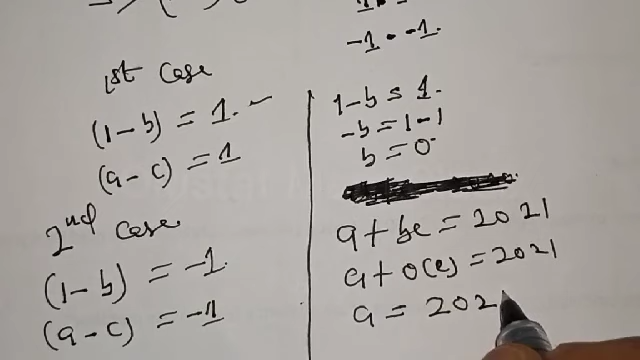 -1 · -1.
1st Case
(1-b) = 1.
(a-c) = 1
2nd Case
(1-b) = -1.
(a-c) = -1
1-b = 1.
-b = 1-1
b = 0
a + bc = 2021
a + 0(c) = 2021
a = 202